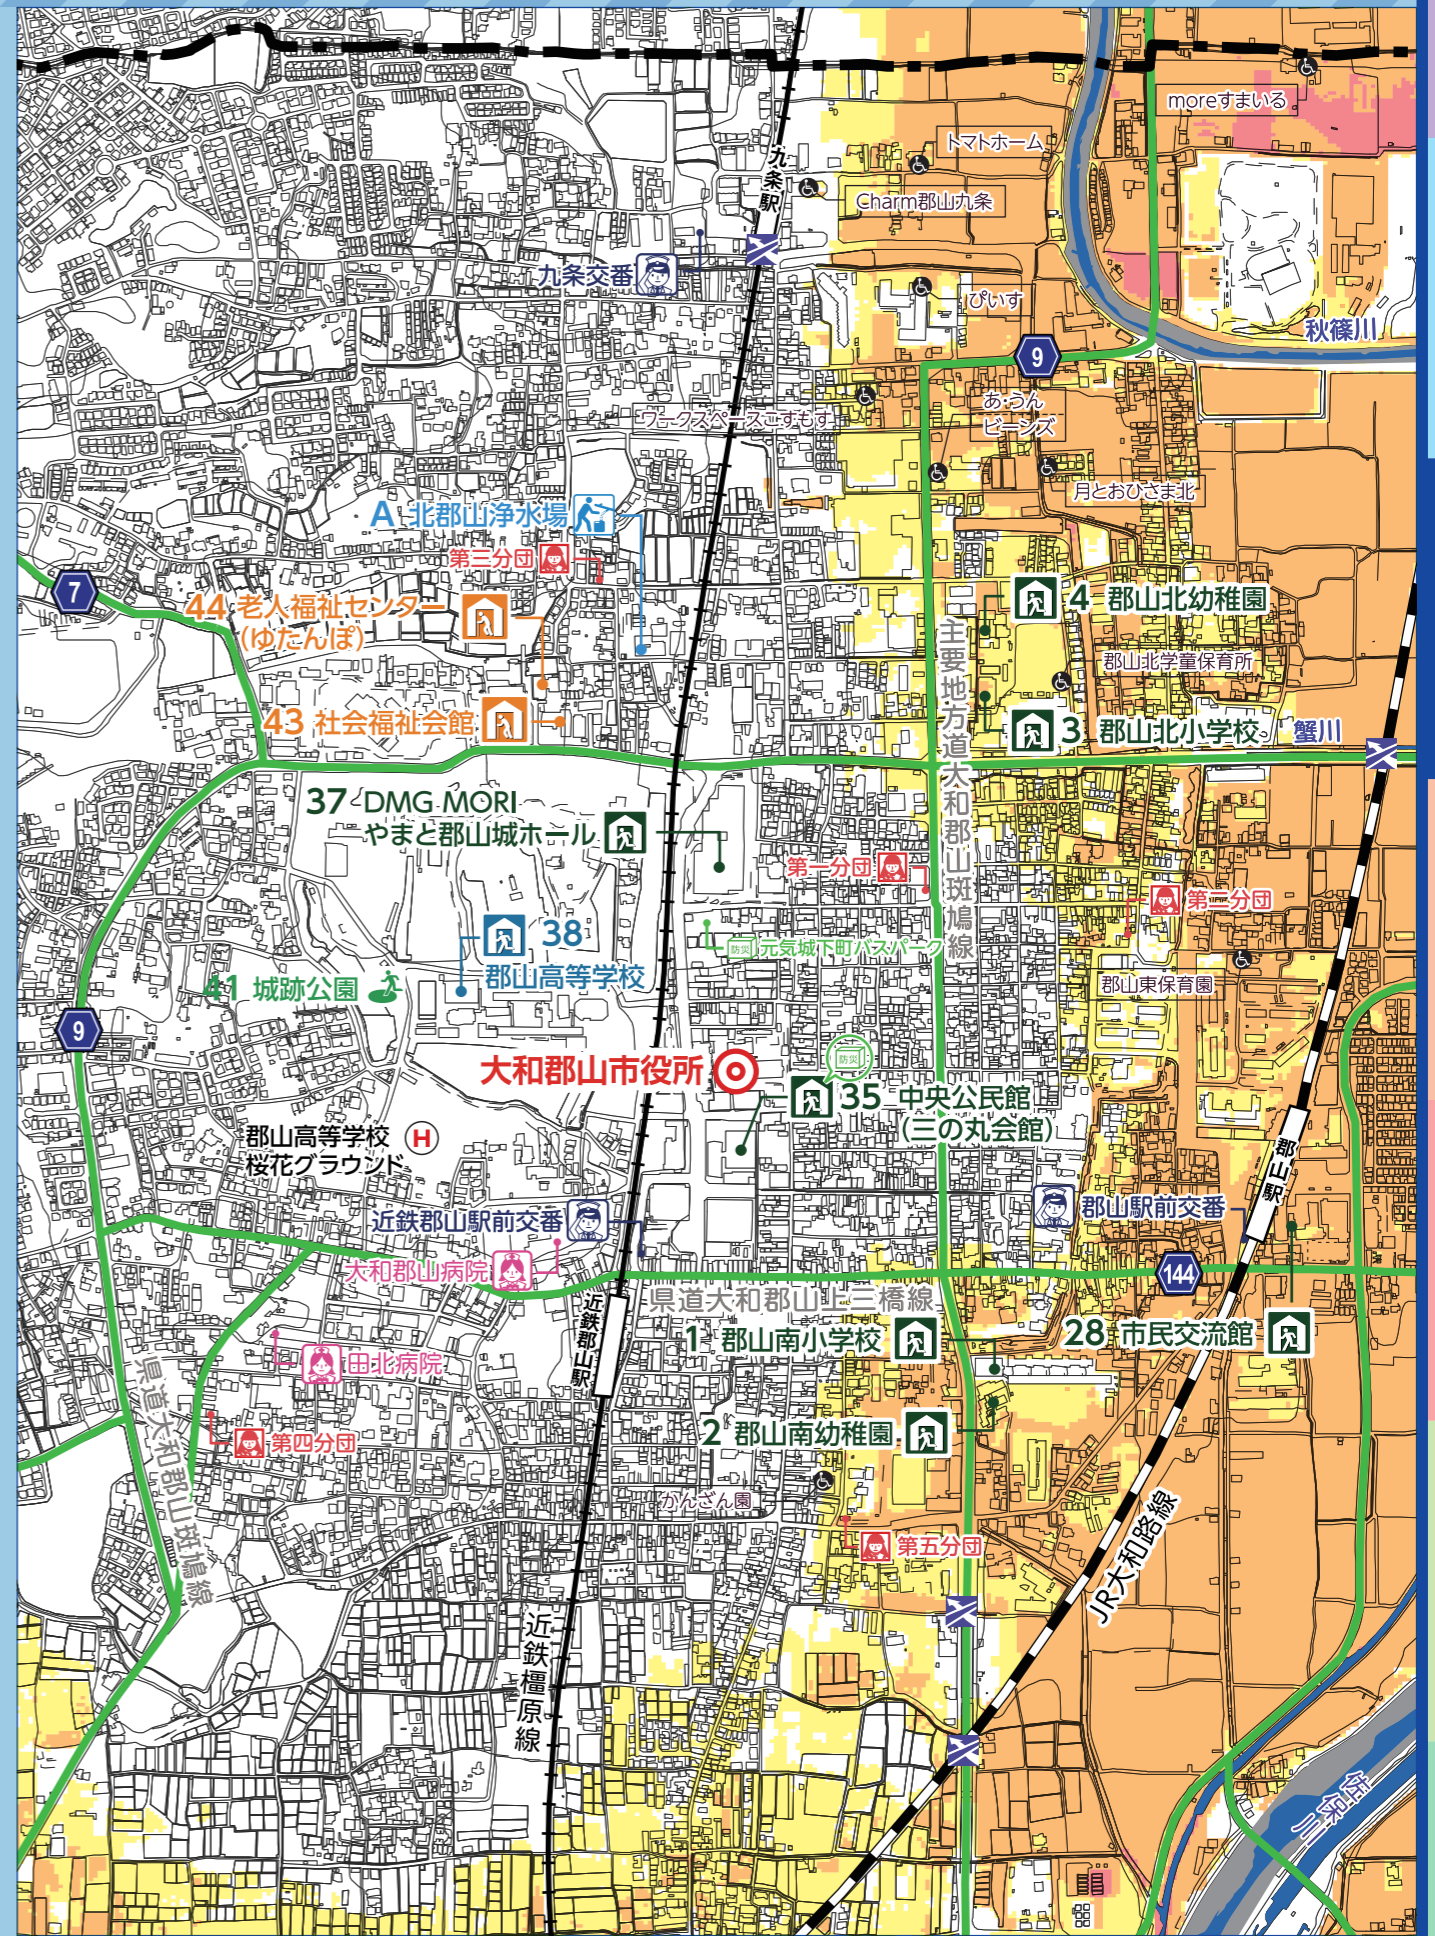 moreすまいる
トマトホーム
九条駅
Charm郡山九条
九条交番
ぴいす
秋篠川
9
あ・うん
ビーンズ
ワークスペースこすもす
月とおひさま北
A 北郡山浄水場
第三分団
7
44 老人福祉センター
(ゆたんぽ)
4 郡山北幼稚園
主要地方道大和郡山斑鳩線
郡山北学童保育所
43 社会福祉会館
3 郡山北小学校
蟹川
37 DMG MORI
やまと郡山城ホール
第一分団
第二分団
38
郡山高等学校
防災 元気城下町バスパーク
41 城跡公園
郡山東保育園
9
大和郡山市役所
防災
35 中央公民館
(三の丸会館)
郡山高等学校
桜花グラウンド
H
郡山駅
近鉄郡山駅前交番
郡山駅前交番
大和郡山病院
144
県道大和郡山上三橋線
近鉄郡山駅
1 郡山南小学校
28 市民交流館
田北病院
県道大和郡山斑鳩線
第四分団
2 郡山南幼稚園
かんざん園
第五分団
JR大和路線
近鉄橿原線
佐保川